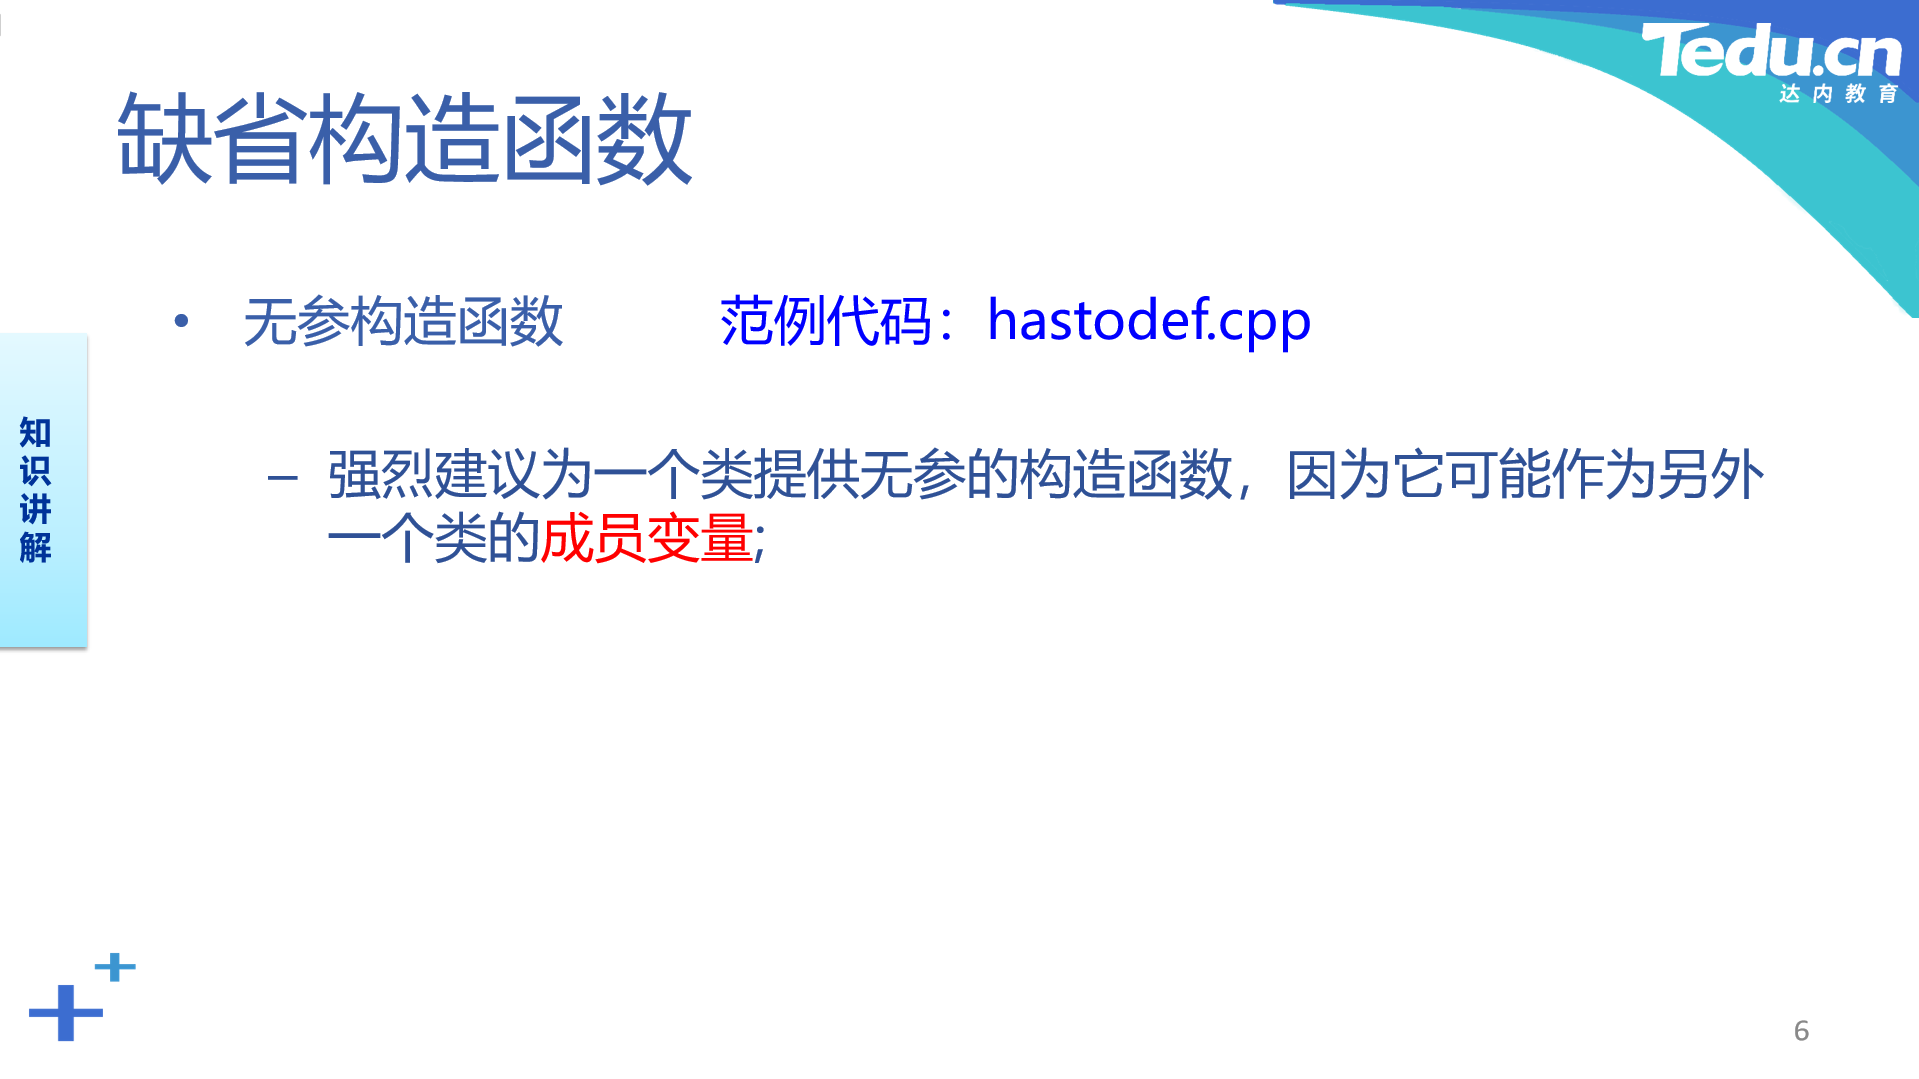 Tedu.cn
达内教育
缺省构造函数
• 无参构造函数 范例代码：hastodef.cpp
知识讲解
– 强烈建议为一个类提供无参的构造函数，因为它可能作为另外
一个类的成员变量;
6